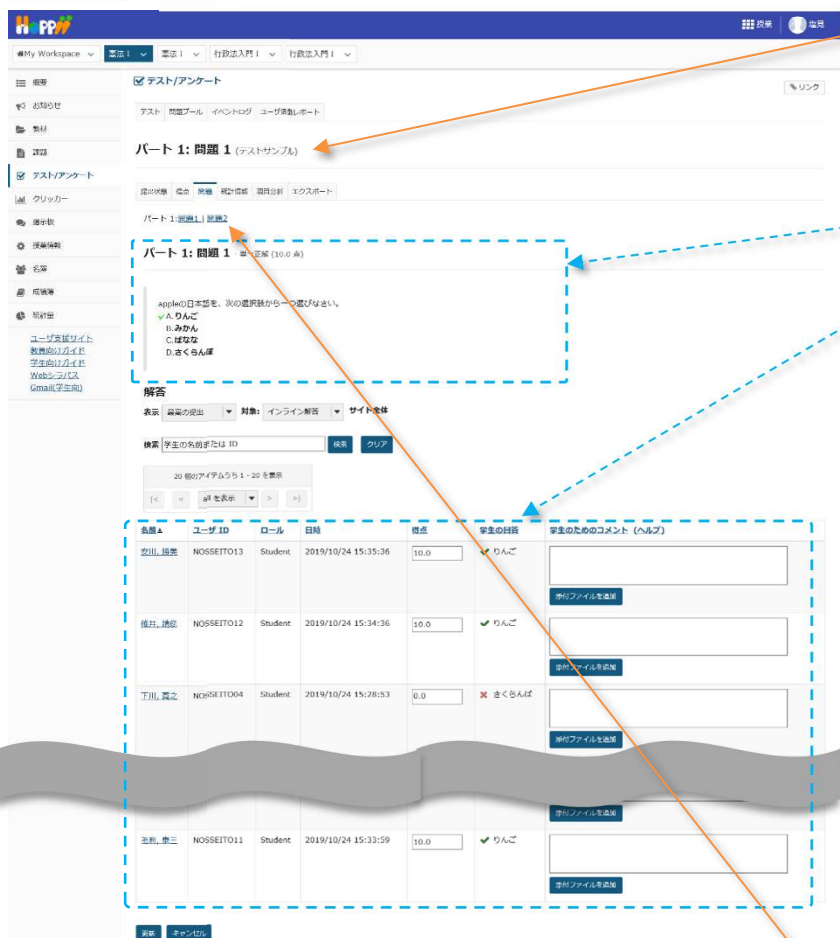 HoPPii
授業 塩見
My Workspace 憲法Ⅰ 憲法Ⅰ 行政法入門Ⅰ 行政法入門Ⅰ
概要
お知らせ
教材
課題
テスト/アンケート
クリッカー
掲示板
授業情報
名簿
成績簿
統計量
ユーザ支援サイト
教員向けガイド
学生向けガイド
Webシラバス
Gmail(学生向)
テスト/アンケート
リンク
テスト 問題プール イベントログ ユーザ活動レポート
パート 1: 問題 1 (テストサンプル)
提出状態 得点 問題 統計情報 項目分析 エクスポート
パート 1:問題1 | 問題2
パート 1: 問題 1 - 単一正解 (10.0 点)
appleの日本語を、次の選択肢から一つ選びなさい。
A. りんご
B. みかん
C. ばなな
D. さくらんぼ
解答
表示 最高の提出 対象: インライン解答 サイト全体
検索 学生の名前または ID 検索 クリア
20 個のアイテムうち 1 - 20 を表示
|< < all を表示 > >|
名前 ユーザ ID ロール 日時 得点 学生の回答 学生のためのコメント (ヘルプ)
NOSSEITO13 Student 2019/10/24 15:35:36 10.0 りんご
添付ファイルを追加
NOSSEITO12 Student 2019/10/24 15:34:36 10.0 りんご
添付ファイルを追加
下川, 寛之 NOSSEITO04 Student 2019/10/24 15:28:53 0.0 さくらんぼ
添付ファイルを追加
添付ファイルを追加
NOSSEITO11 Student 2019/10/24 15:33:59 10.0 りんご
添付ファイルを追加
更新 キャンセル